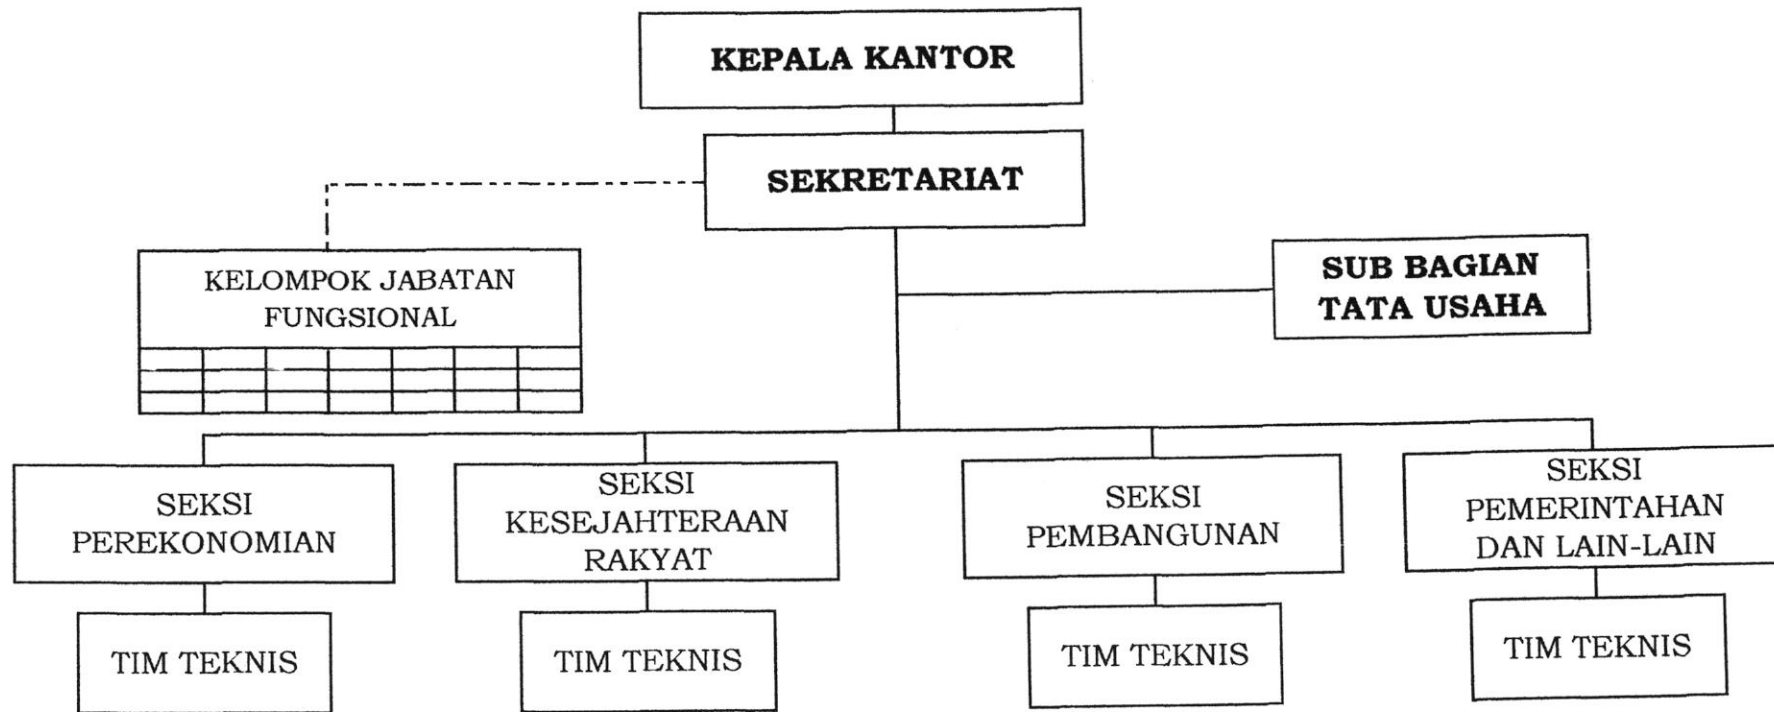 KEPALA KANTOR
SEKRETARIAT
KELOMPOK JABATAN
FUNGSIONAL
SUB BAGIAN
TATA USAHA
SEKSI
PEREKONOMIAN
SEKSI
KESEJAHTERAAN
RAKYAT
SEKSI
PEMBANGUNAN
SEKSI
PEMERINTAHAN
DAN LAIN-LAIN
TIM TEKNIS
TIM TEKNIS
TIM TEKNIS
TIM TEKNIS